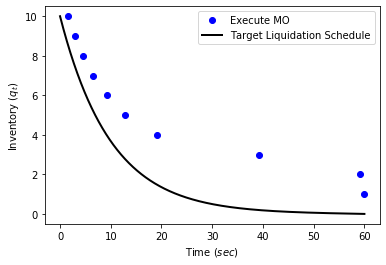 Execute MO
Target Liquidation Schedule
Inventory (qₜ)
10
8
6
4
2
0
0 10 20 30 40 50 60
Time (sec)